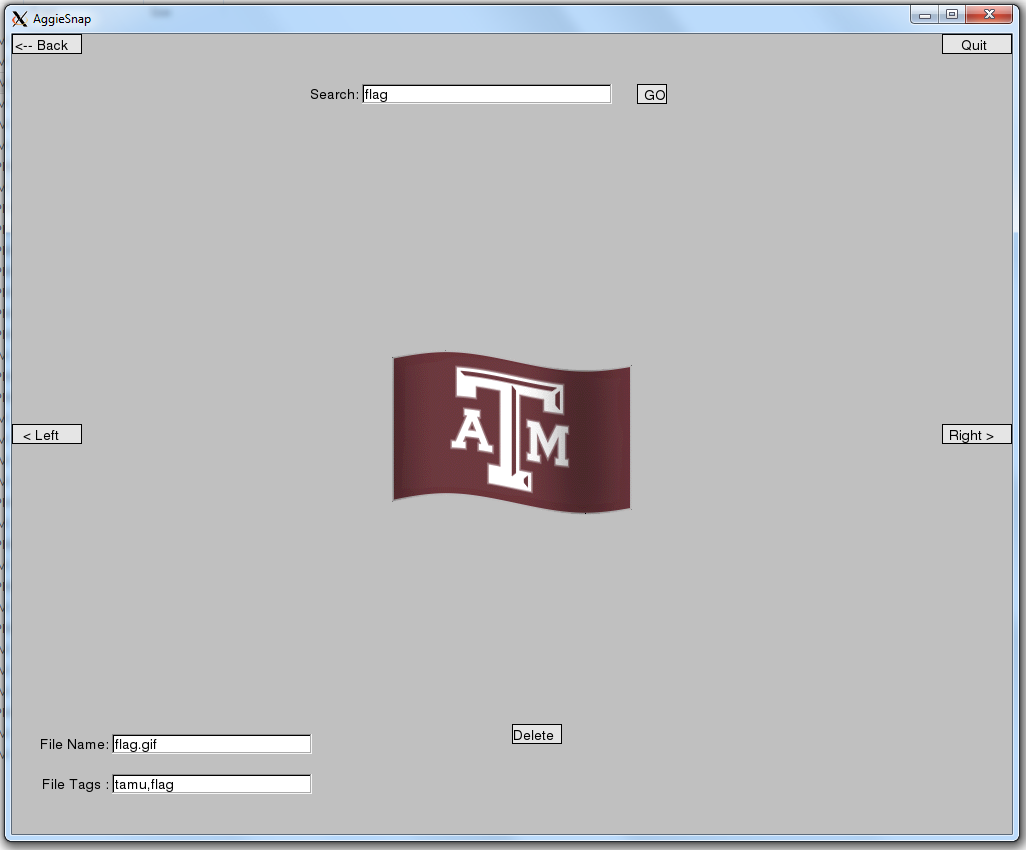 AggieSnap
<-- Back
Quit
Search: flag
GO
ATM
< Left
Right >
Delete
File Name: flag.gif
File Tags : tamu,flag